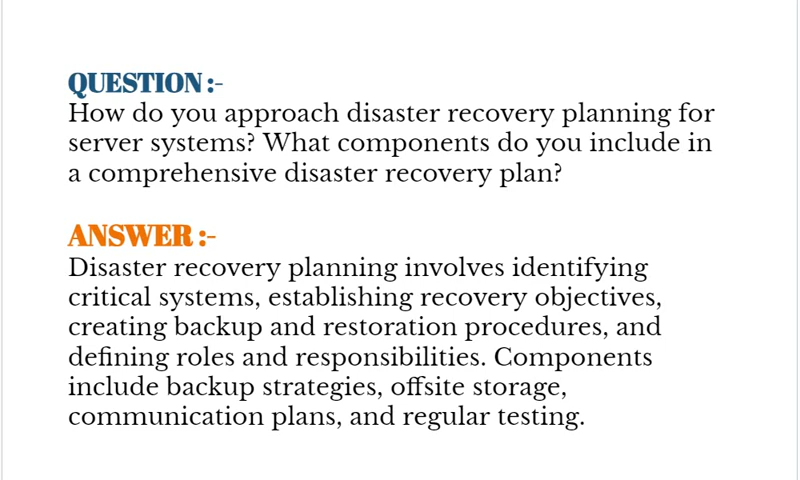 QUESTION :-
How do you approach disaster recovery planning for
server systems? What components do you include in
a comprehensive disaster recovery plan?
ANSWER :-
Disaster recovery planning involves identifying
critical systems, establishing recovery objectives,
creating backup and restoration procedures, and
defining roles and responsibilities. Components
include backup strategies, offsite storage,
communication plans, and regular testing.